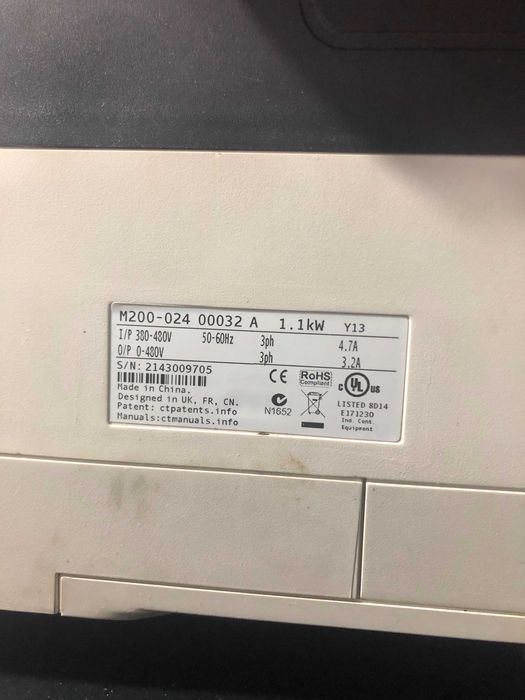 M200-024 00032 A 1.1kW Y13
I/P 380-480V 50-60Hz 3ph 4.7A
O/P 0-480V 3ph 3.2A
S/N: 2143009705
Made in China.
Designed in UK, FR, CN.
Patent: ctpatents.info
Manuals:ctmanuals.info
CE
RoHS
Compliant
N1652
c UL us
LISTED 8D14
E171230
Ind. Cont.
Equipment